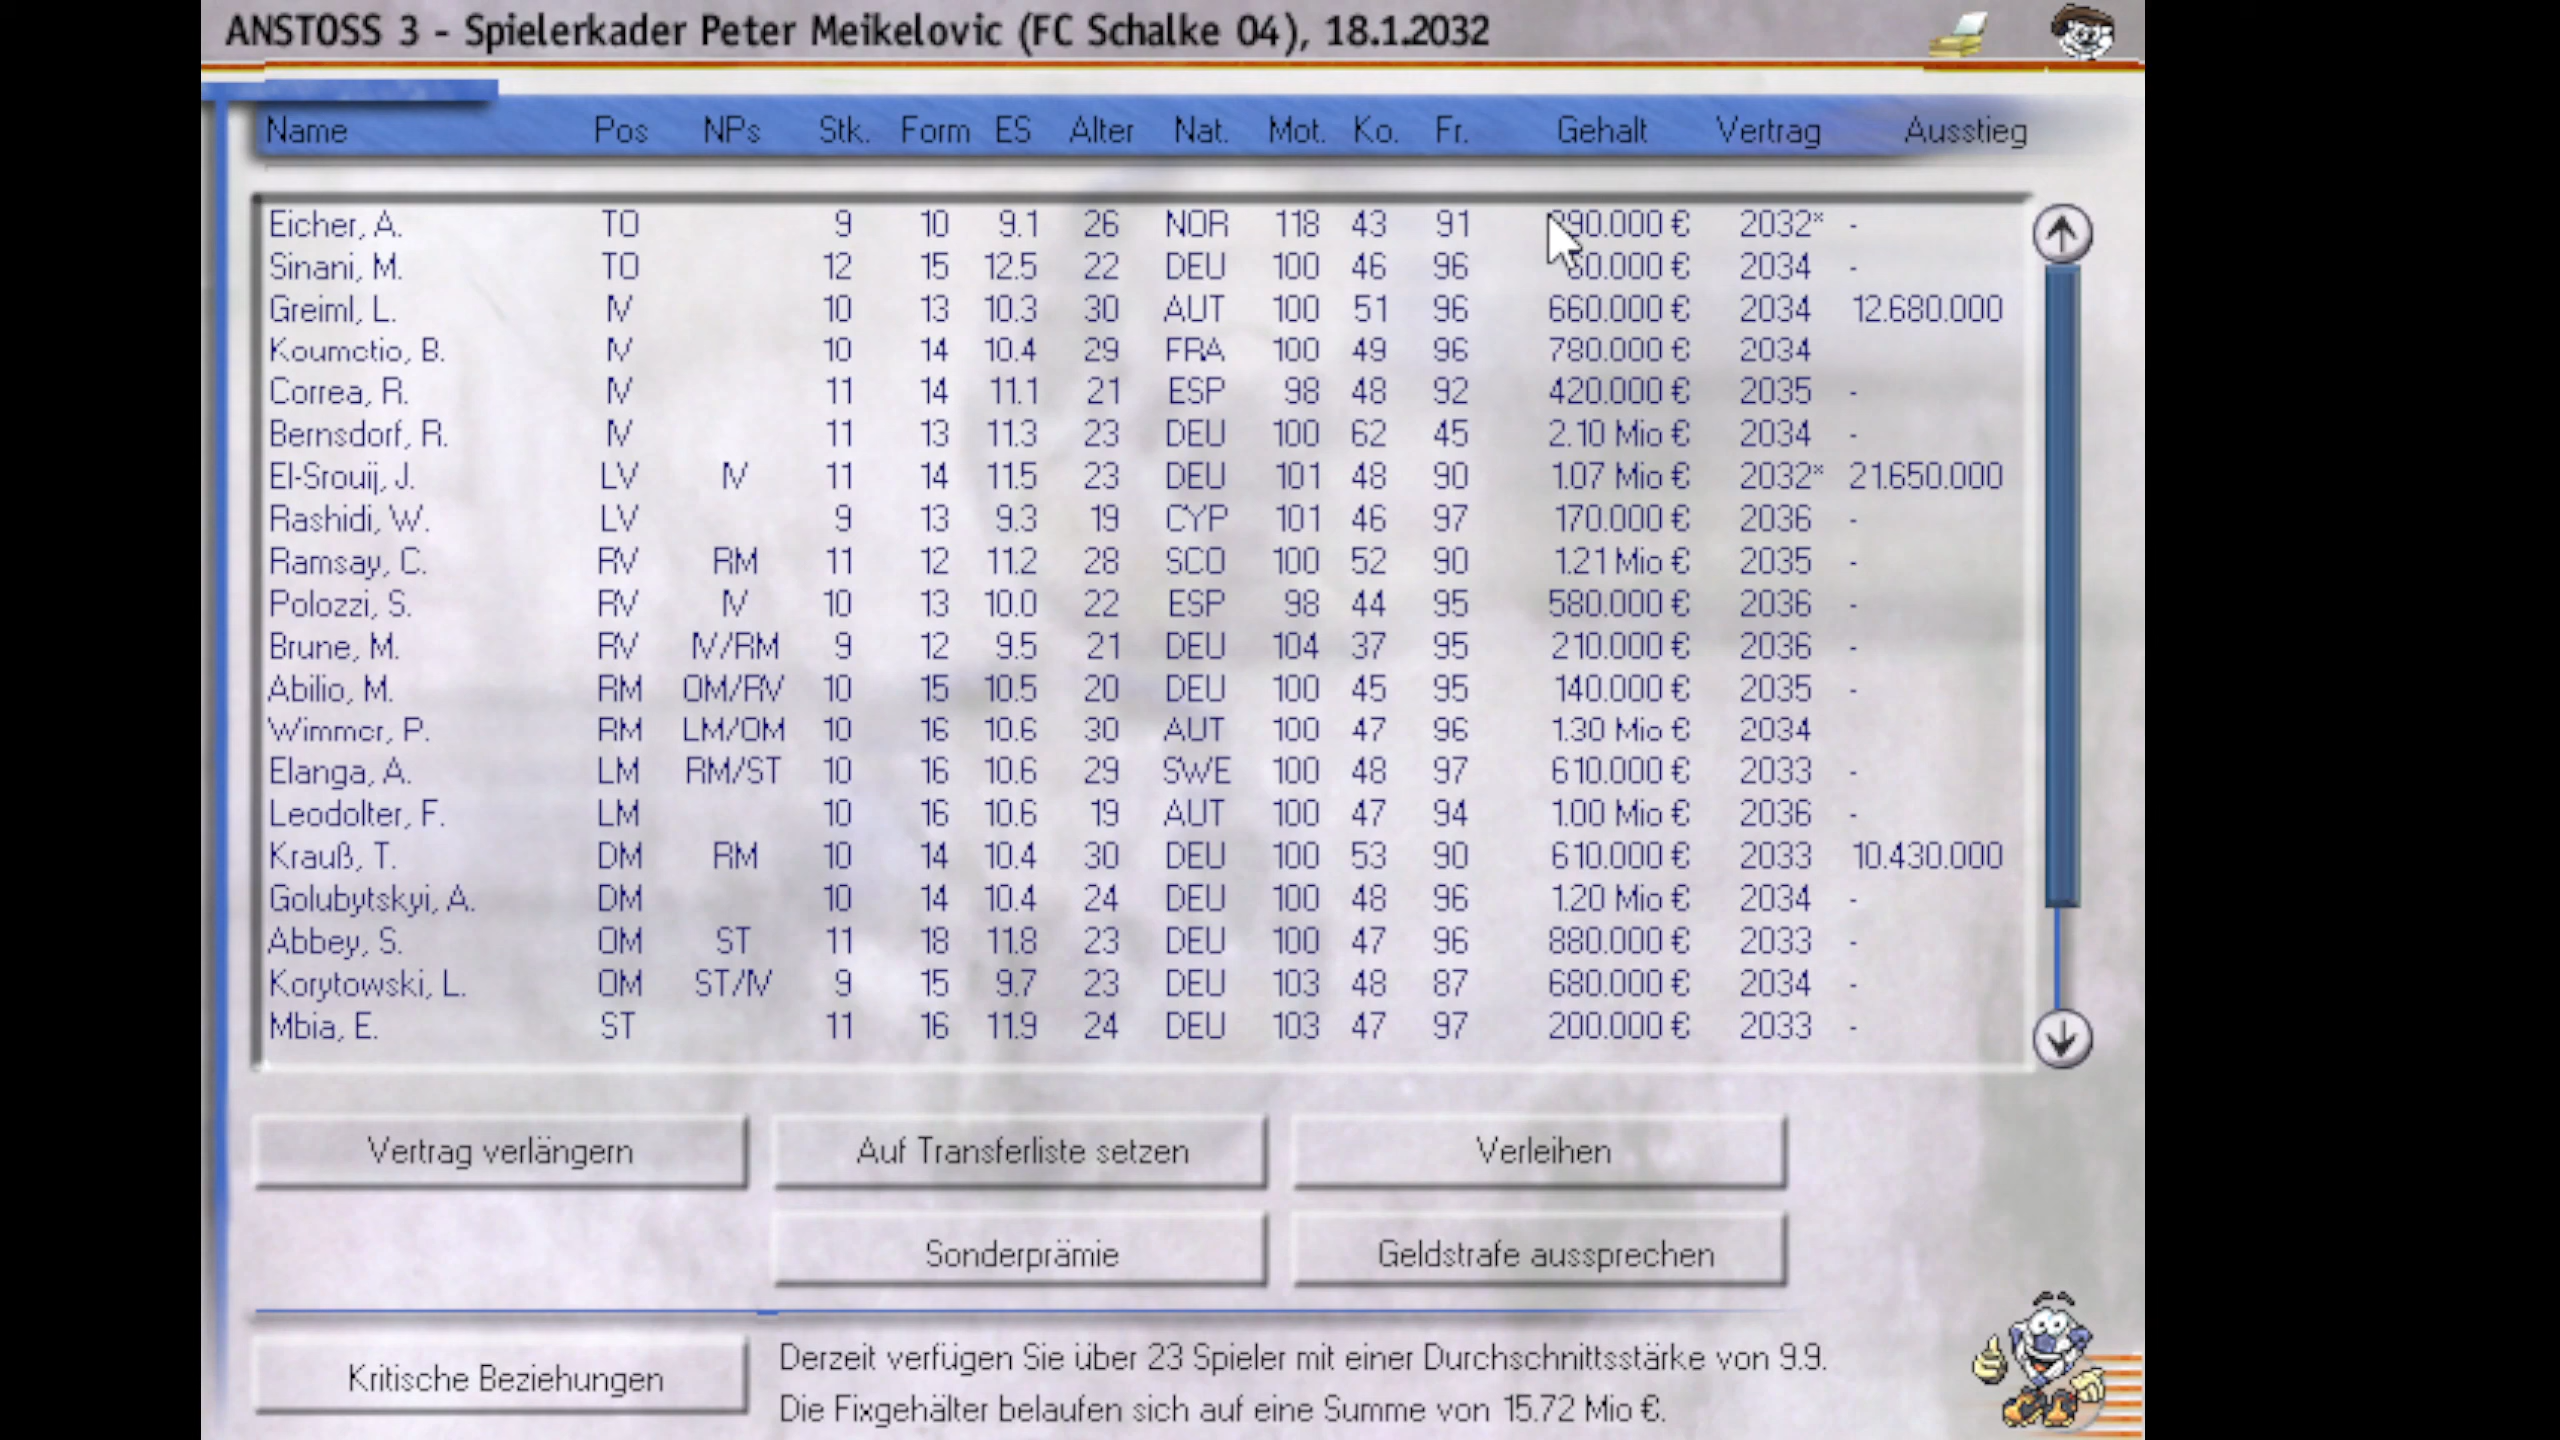 ANSTOSS 3 - Spielerkader Peter Meikelovic (FC Schalke 04), 18.1.2032
Name Pos NPs Stk. Form ES Alter Nat. Mot. Ko. Fr. Gehalt Vertrag Ausstieg
Eicher, A. TO 9 10 9.1 26 NOR 118 43 91 90.000 € 2032* -
Sinani, M. TO 12 15 12.5 22 DEU 100 46 96 60.000 € 2034 -
Greiml, L. IV 10 13 10.3 30 AUT 100 51 96 660.000 € 2034 12.680.000
Koumetio, B. IV 10 14 10.4 29 FRA 100 49 96 780.000 € 2034
Correa, R. IV 11 14 11.1 21 ESP 98 48 92 420.000 € 2035 -
Bernsdorf, R. IV 11 13 11.3 23 DEU 100 62 45 2.10 Mio € 2034 -
El-Srouij, J. LV IV 11 14 11.5 23 DEU 101 48 90 1.07 Mio € 2032* 21.650.000
Rashidi, W. LV 9 13 9.3 19 CYP 101 46 97 170.000 € 2036 -
Ramsay, C. RV RM 11 12 11.2 28 SCO 100 52 90 1.21 Mio € 2035 -
Polozzi, S. RV IV 10 13 10.0 22 ESP 98 44 95 580.000 € 2036 -
Brune, M. RV IV/RM 9 12 9.5 21 DEU 104 37 95 210.000 € 2036 -
Abilio, M. RM OM/RV 10 15 10.5 20 DEU 100 45 95 140.000 € 2035 -
Wimmer, P. RM LM/OM 10 16 10.6 30 AUT 100 47 96 1.30 Mio € 2034
Elanga, A. LM RM/ST 10 16 10.6 29 SWE 100 48 97 610.000 € 2033 -
Leodolter, F. LM 10 16 10.6 19 AUT 100 47 94 1.00 Mio € 2036 -
Krauß, T. DM RM 10 14 10.4 30 DEU 100 53 90 610.000 € 2033 10.430.000
Golubytskyi, A. DM 10 14 10.4 24 DEU 100 48 96 1.20 Mio € 2034 -
Abbey, S. OM ST 11 18 11.8 23 DEU 100 47 96 880.000 € 2033 -
Korytowski, L. OM ST/IV 9 15 9.7 23 DEU 103 48 87 680.000 € 2034 -
Mbia, E. ST 11 16 11.9 24 DEU 103 47 97 200.000 € 2033 -
Vertrag verlängern Auf Transferliste setzen Verleihen
Sonderprämie Geldstrafe aussprechen
Kritische Beziehungen
Derzeit verfügen Sie über 23 Spieler mit einer Durchschnittsstärke von 9.9.
Die Fixgehälter belaufen sich auf eine Summe von 15.72 Mio €.